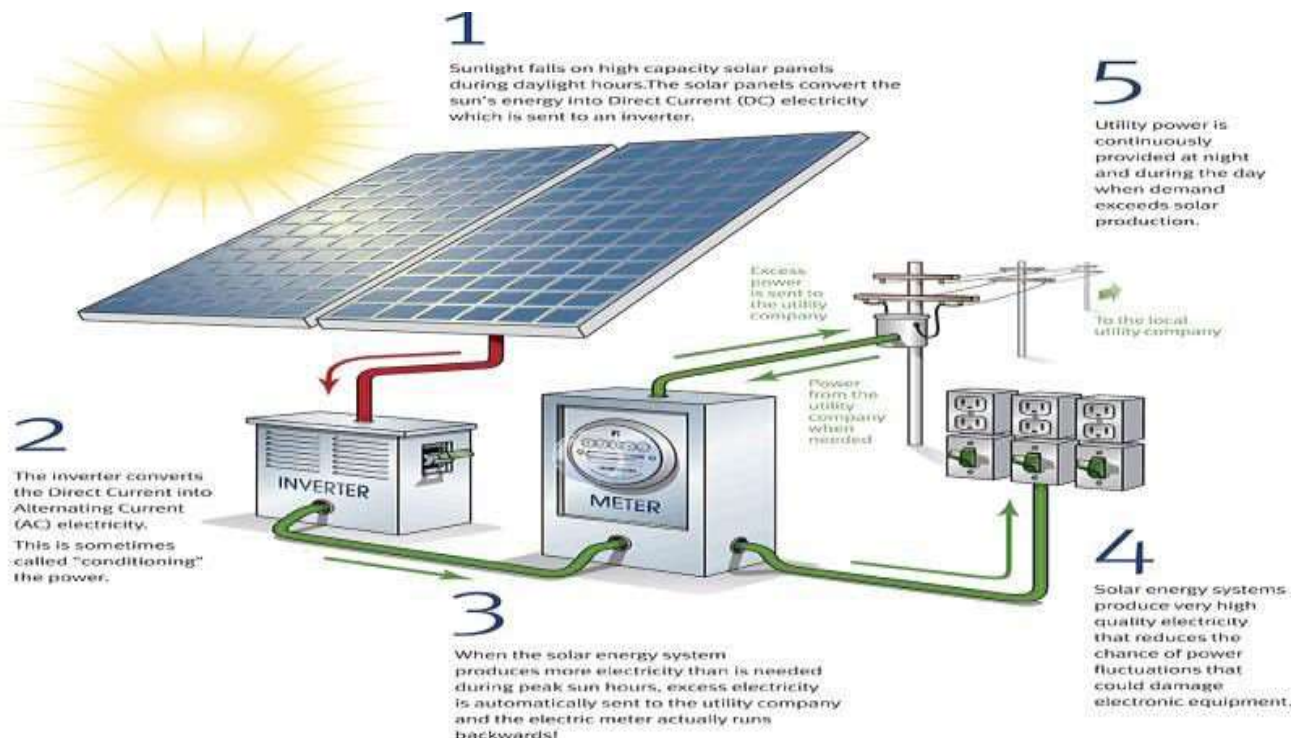 1
Sunlight falls on high capacity solar panels
during daylight hours.The solar panels convert the
sun's energy into Direct Current (DC) electricity
which is sent to an inverter.
5
Utility power is
continuously
provided at night
and during the day
when demand
exceeds solar
production.
Excess
power
is sent to
the utility
company
To the local
utility company
Power
from the
utility
company
when
needed
2
The inverter converts
the Direct Current into
Alternating Current
(AC) electricity.
This is sometimes
called "conditioning"
the power.
INVERTER
METER
3
When the solar energy system
produces more electricity than is needed
during peak sun hours, excess electricity
is automatically sent to the utility company
and the electric meter actually runs
backwards!
4
Solar energy systems
produce very high
quality electricity
that reduces the
chance of power
fluctuations that
could damage
electronic equipment.